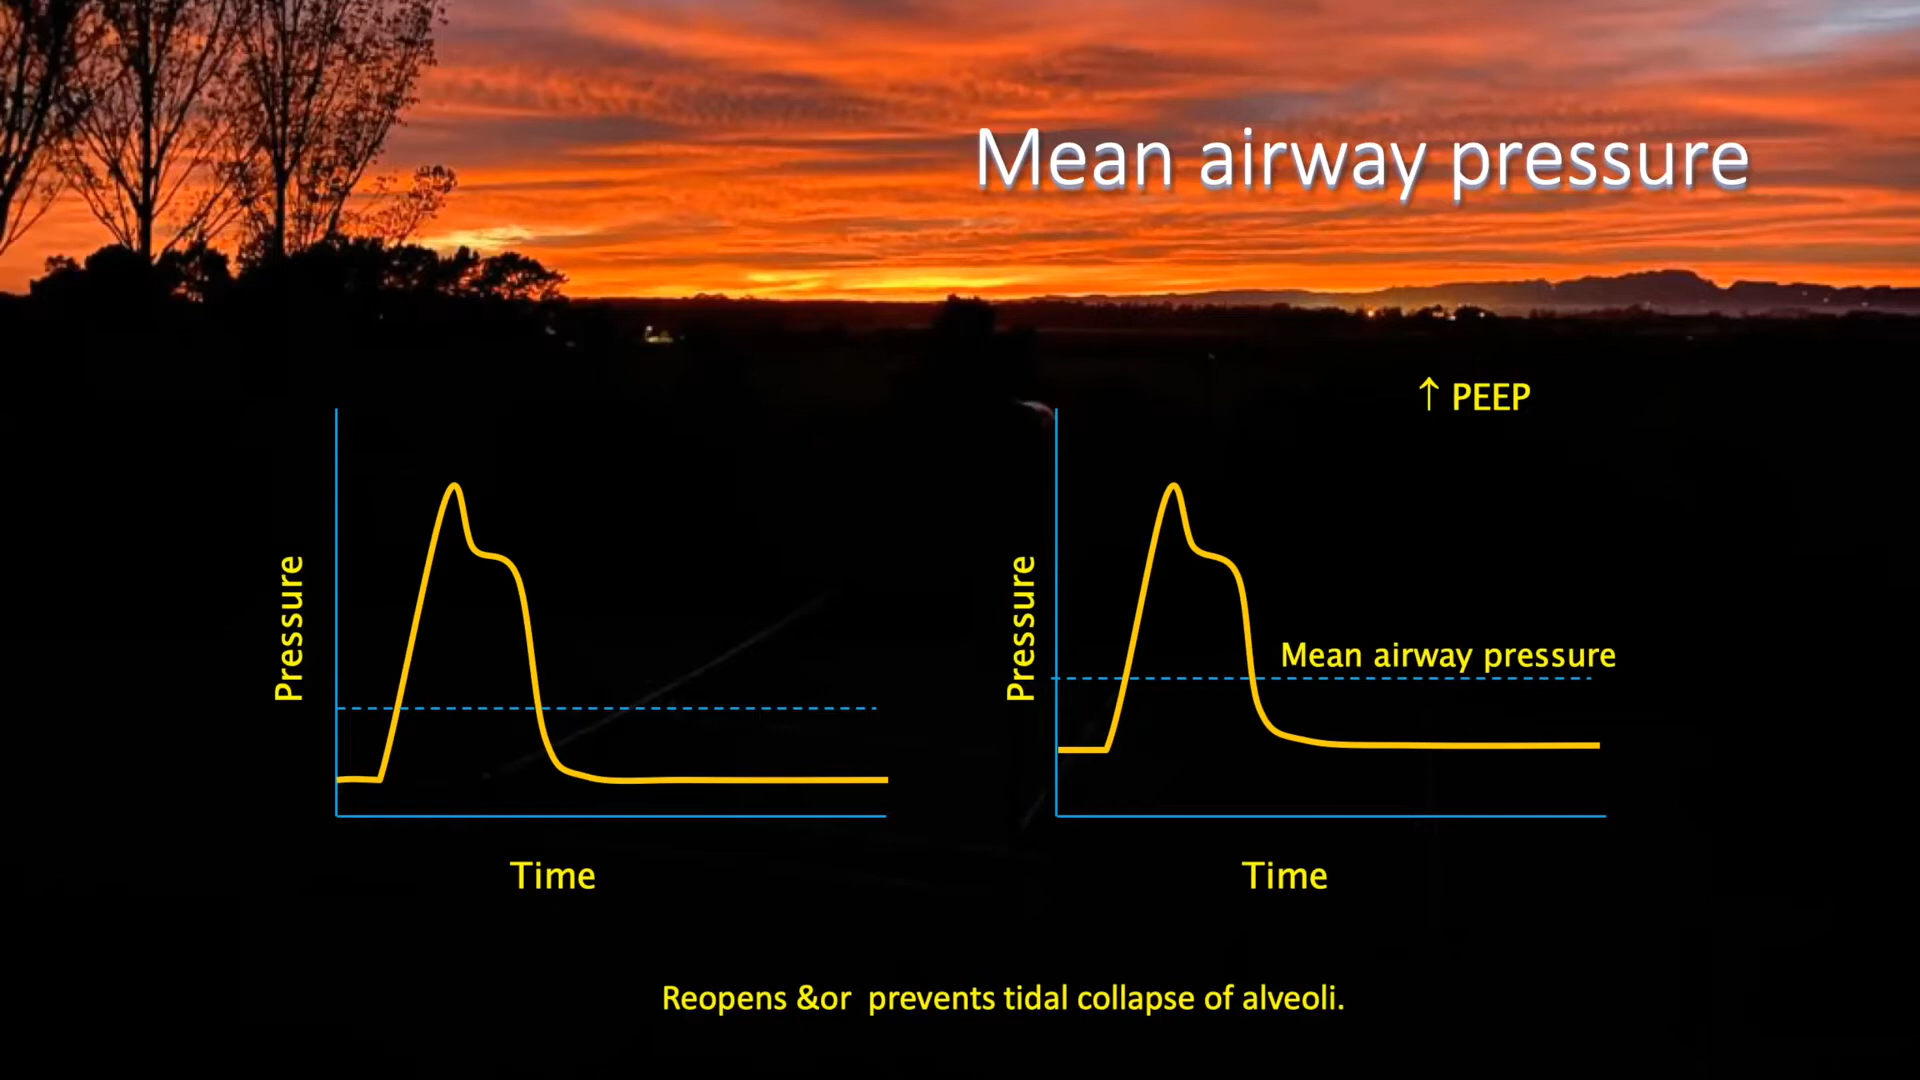 Mean airway pressure
↑ PEEP
Pressure
Pressure
Mean airway pressure
Time
Time
Reopens &or  prevents tidal collapse of alveoli.